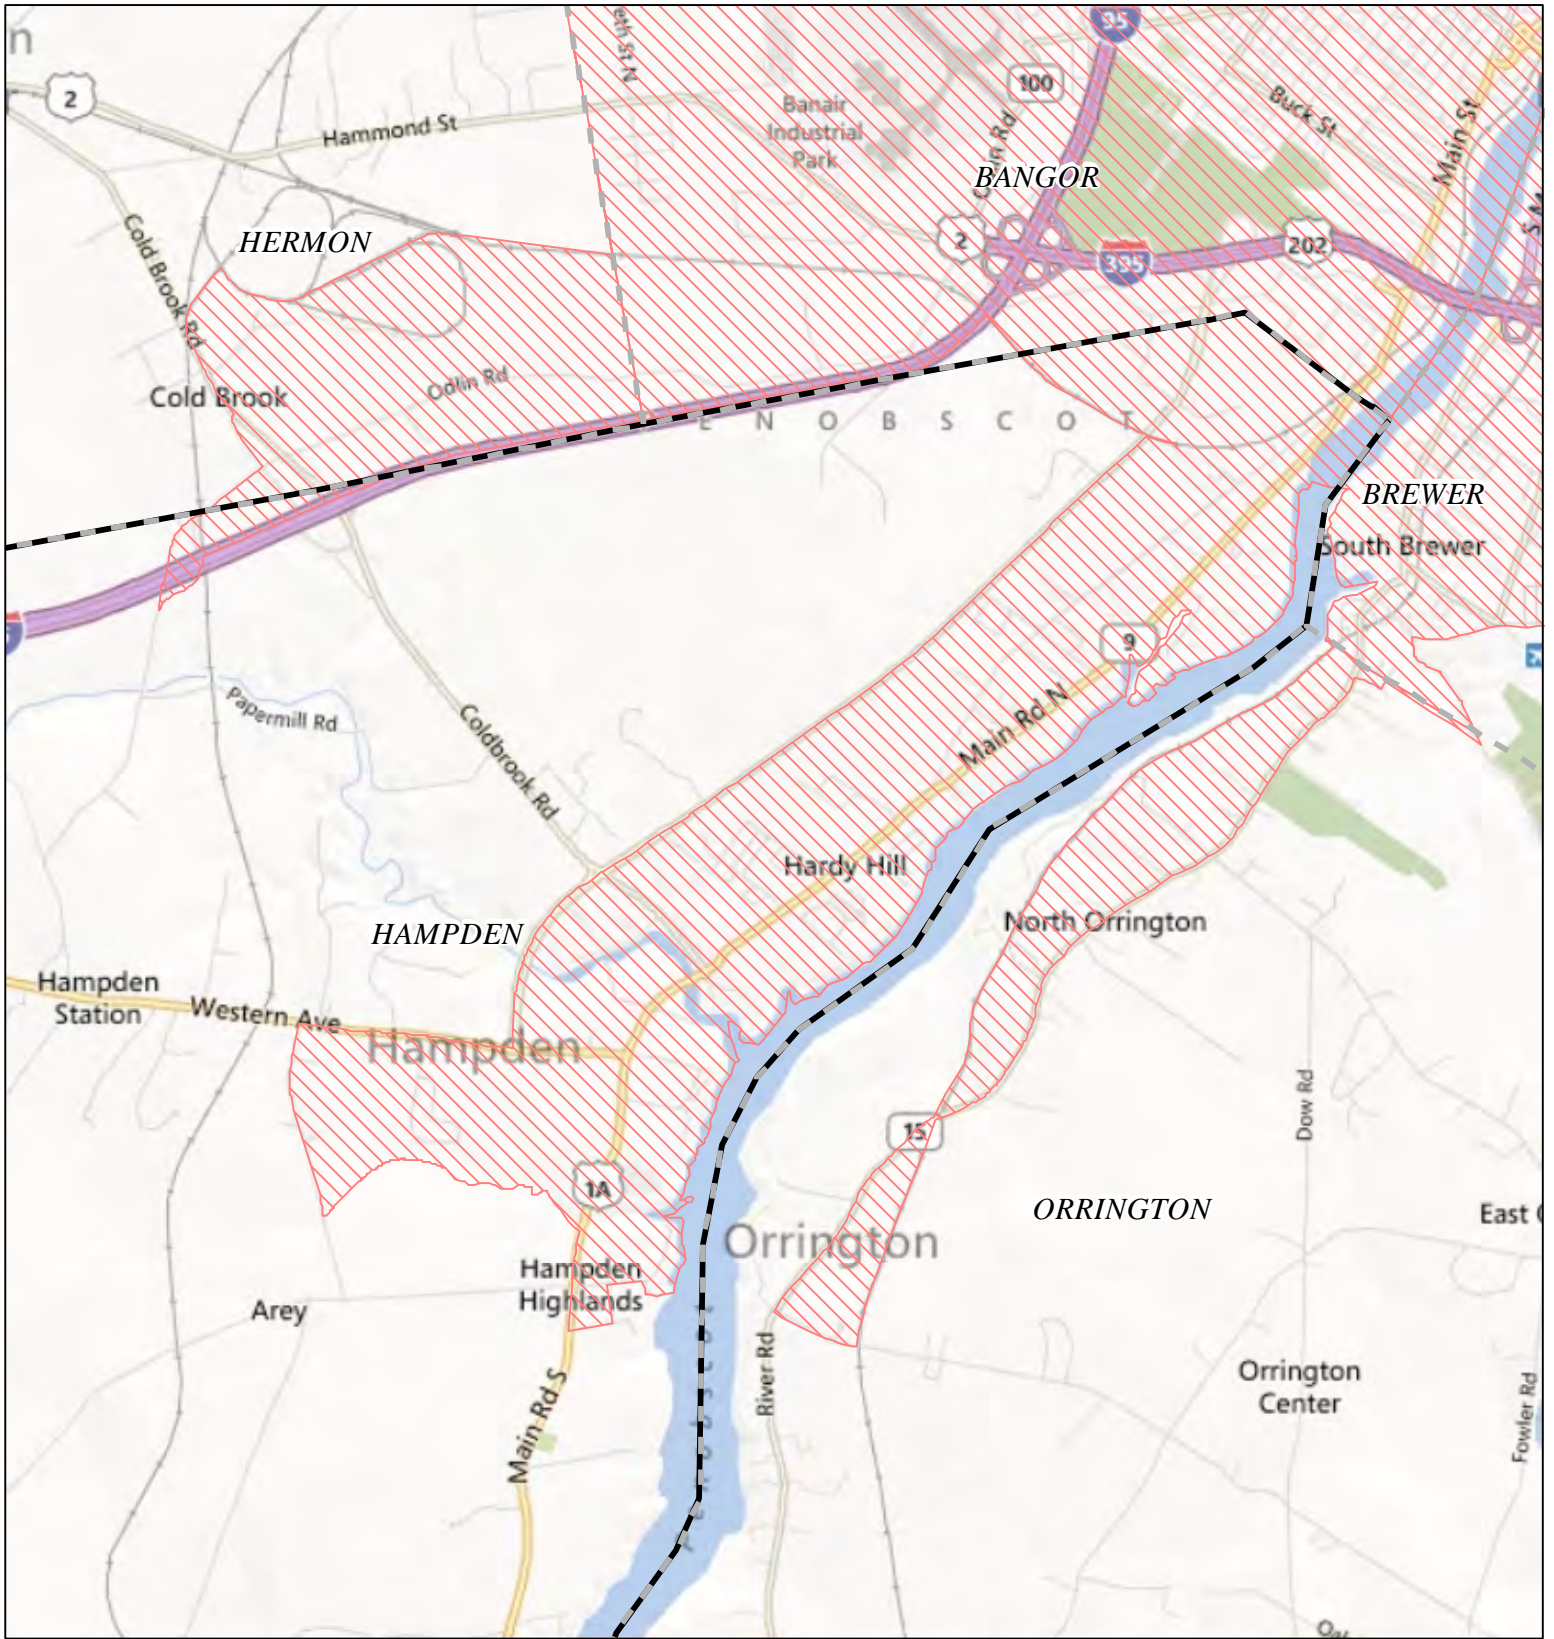 2
Hammond St
Banair
Industrial
Park
100
Buck St
Main St
BANGOR
HERMON
Cold Brook Rd
2
395
202
Cold Brook
Odlin Rd
E N O B S C O T
BREWER
South Brewer
9
Papermill Rd
Coldbrook Rd
Main Rd N
Hardy Hill
HAMPDEN
North Orrington
Hampden
Station
Western Ave
Hampden
15
Dow Rd
1A
ORRINGTON
East
Orrington
Hampden
Highlands
Arey
River Rd
Orrington
Center
Main Rd S
Fowler Rd